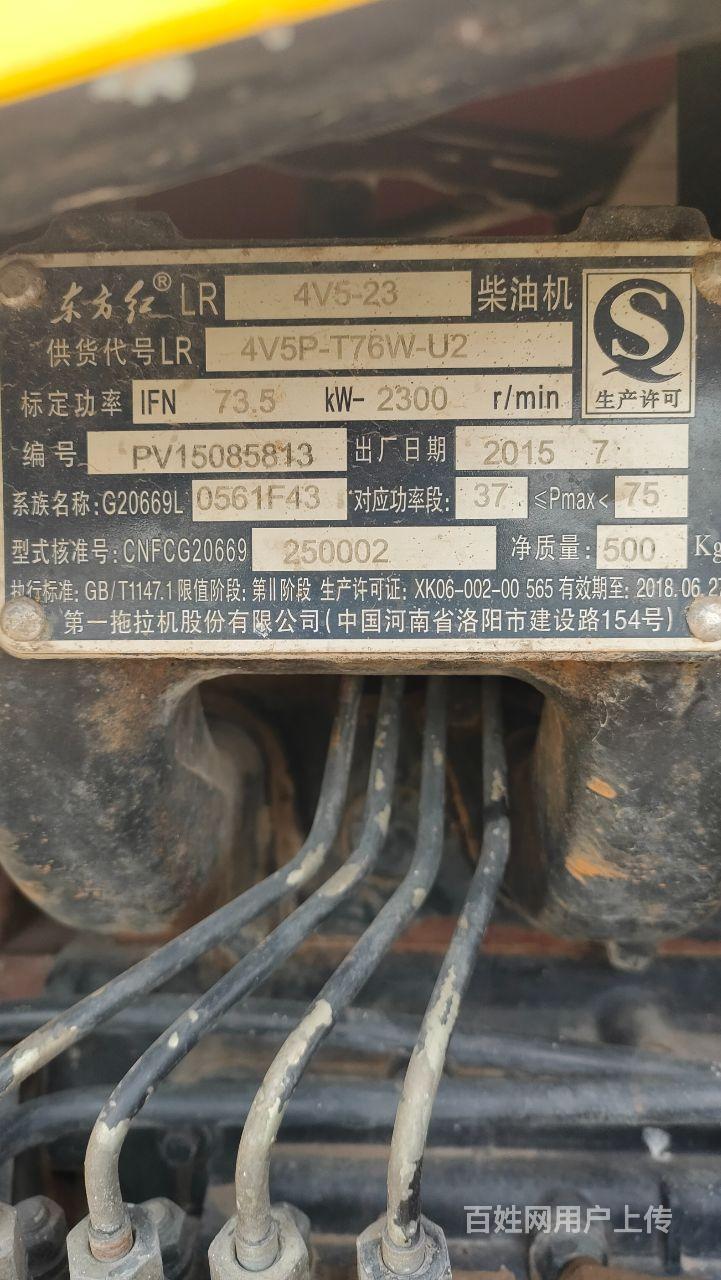 东方红® LR 4V5-23 柴油机
供货代号LR 4V5P-T76W-U2
标定功率 IFN 73.5 kW- 2300 r/min
S
生产许可
编号 PV15085813 出厂日期 2015 7
系族名称:G20669L 0561F43 对应功率段: 37 ≤Pmax< 75
型式核准号:CNFCG20669 250002 净质量: 500 Kg
执行标准: GB/T1147.1 限值阶段: 第Ⅱ阶段 生产许可证: XK06-002-00 565 有效期至: 2018.06.27
第一拖拉机股份有限公司(中国河南省洛阳市建设路154号)
百姓网用户上传